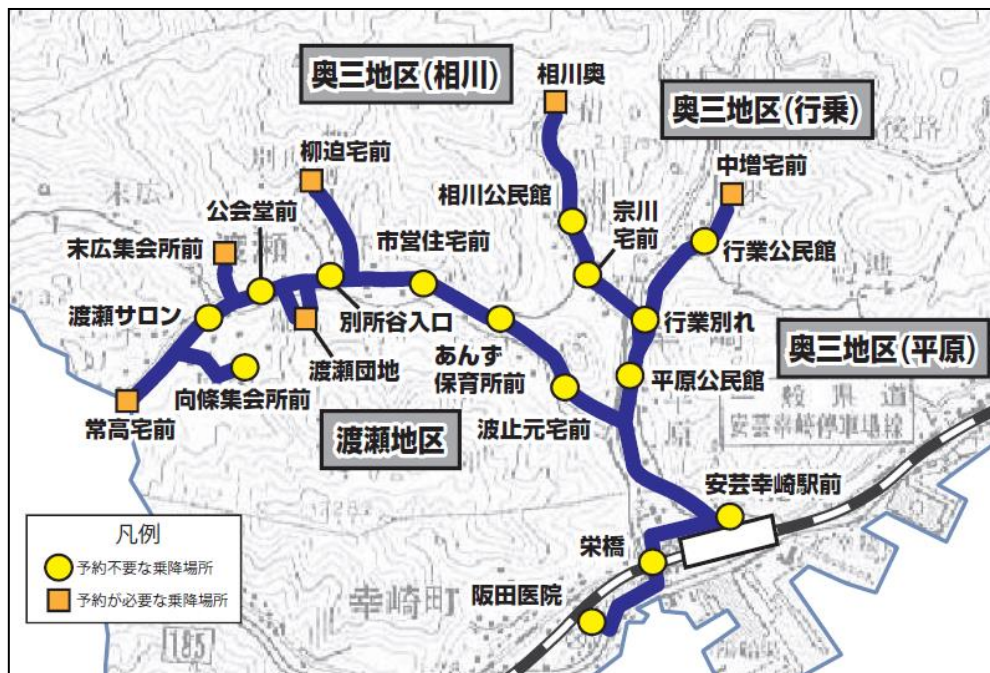 奥三地区(相川)
相川奥
奥三地区(行乗)
柳迫宅前
中増宅前
公会堂前
相川公民館
宗川
宅前
末広集会所前
市営住宅前
行業公民館
渡瀬
渡瀬サロン
別所谷入口
行業別れ
あんず
保育所前
奥三地区(平原)
渡瀬団地
平原公民館
向條集会所前
常高宅前
渡瀬地区
波止元宅前
一般県道
安芸幸崎停車場線
安芸幸崎駅前
凡例
予約不要な乗降場所
予約が必要な乗降場所
栄橋
阪田医院
幸崎町
185